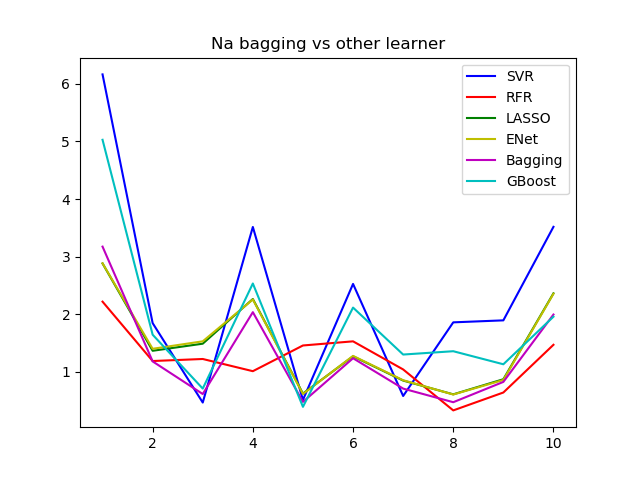 Na bagging vs other learner
SVR
RFR
LASSO
ENet
Bagging
GBoost
6
5
4
3
2
1
2 4 6 8 10